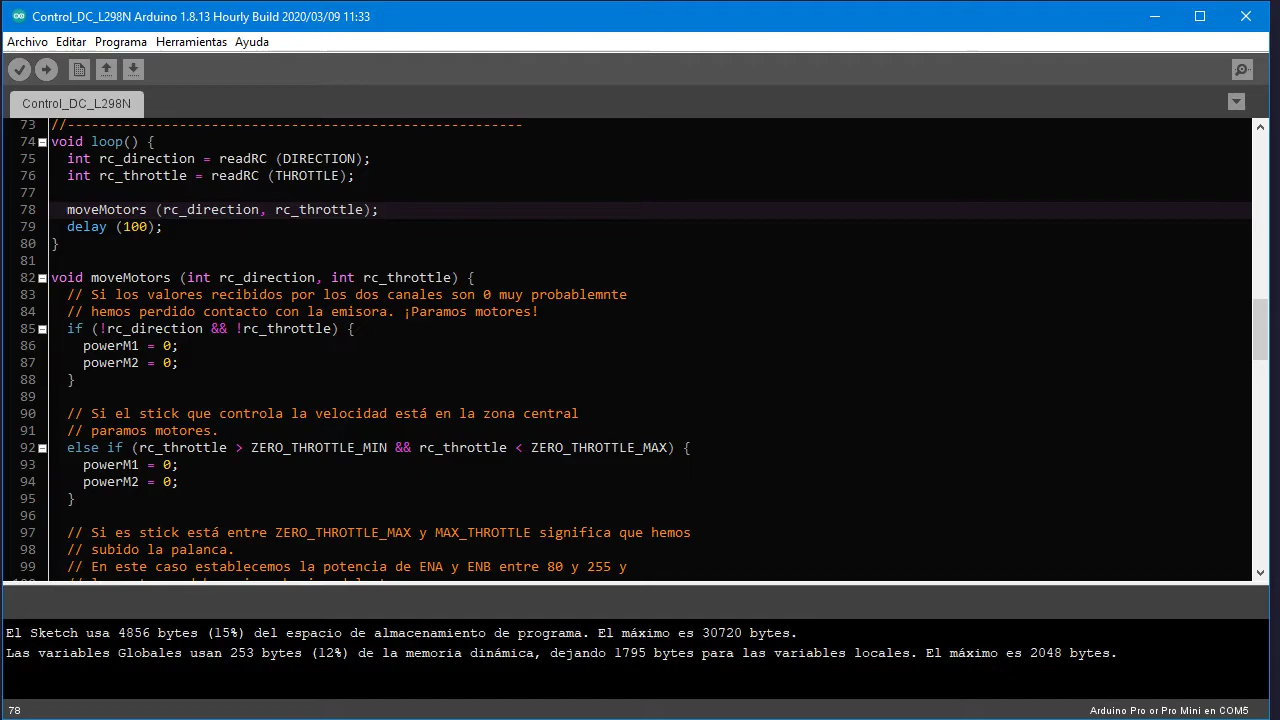 Control_DC_L298N Arduino 1.8.13 Hourly Build 2020/03/09 11:33
Archivo Editar Programa Herramientas Ayuda
Control_DC_L298N
73 //---------------------------------------------------------
74 void loop() {
75 int rc_direction = readRC (DIRECTION);
76 int rc_throttle = readRC (THROTTLE);
77
78 moveMotors (rc_direction, rc_throttle);
79 delay (100);
80 }
81
82 void moveMotors (int rc_direction, int rc_throttle) {
83 // Si los valores recibidos por los dos canales son 0 muy probablemnte
84 // hemos perdido contacto con la emisora. ¡Paramos motores!
85 if (!rc_direction && !rc_throttle) {
86 powerM1 = 0;
87 powerM2 = 0;
88 }
89
90 // Si el stick que controla la velocidad está en la zona central
91 // paramos motores.
92 else if (rc_throttle > ZERO_THROTTLE_MIN && rc_throttle < ZERO_THROTTLE_MAX) {
93 powerM1 = 0;
94 powerM2 = 0;
95 }
96
97 // Si es stick está entre ZERO_THROTTLE_MAX y MAX_THROTTLE significa que hemos
98 // subido la palanca.
99 // En este caso establecemos la potencia de ENA y ENB entre 80 y 255 y
El Sketch usa 4856 bytes (15%) del espacio de almacenamiento de programa. El máximo es 30720 bytes.
Las variables Globales usan 253 bytes (12%) de la memoria dinámica, dejando 1795 bytes para las variables locales. El máximo es 2048 bytes.
78 Arduino Pro or Pro Mini en COM5